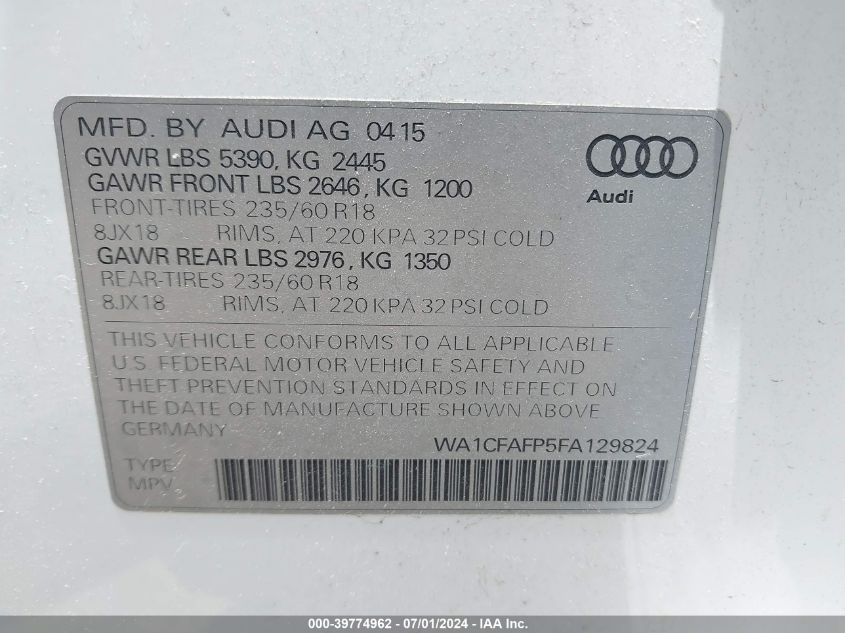 MFD. BY AUDI AG 04 15
GVWR LBS 5390, KG 2445
GAWR FRONT LBS 2646, KG 1200
FRONT-TIRES 235/60 R18
8JX18 RIMS, AT 220 KPA 32 PSI COLD
GAWR REAR LBS 2976, KG 1350
REAR-TIRES 235/60 R18
8JX18 RIMS, AT 220 KPA 32 PSI COLD
Audi
THIS VEHICLE CONFORMS TO ALL APPLICABLE
U.S. FEDERAL MOTOR VEHICLE SAFETY AND
THEFT PREVENTION STANDARDS IN EFFECT ON
THE DATE OF MANUFACTURE SHOWN ABOVE
GERMANY
WA1CFAFP5FA129824
TYPE
MPV
000-39774962 - 07/01/2024 - IAA Inc.